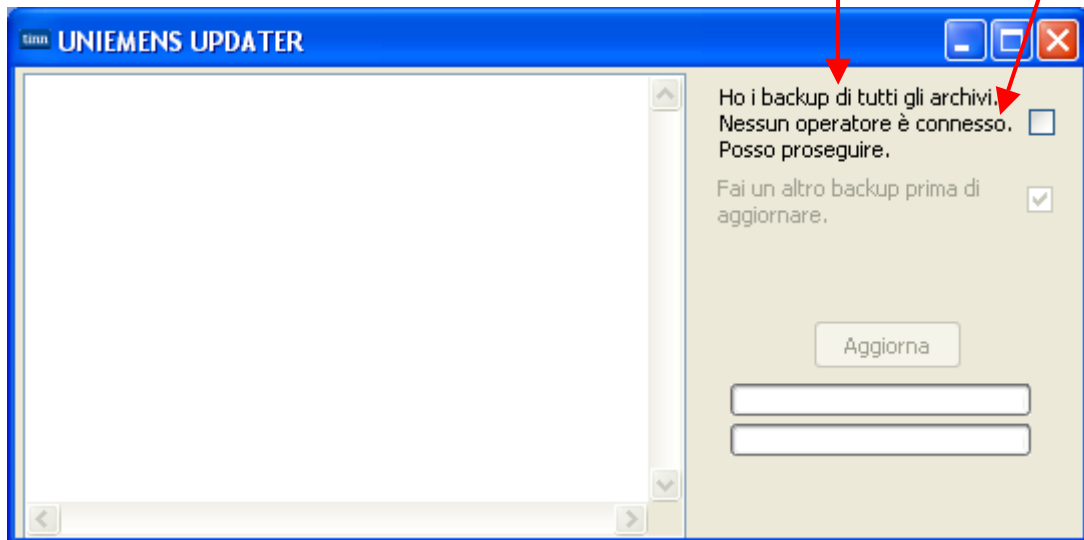 tinn UNIEMENS UPDATER
Ho i backup di tutti gli archivi.
Nessun operatore è connesso.
Posso proseguire.
Fai un altro backup prima di
aggiornare.
Aggiorna